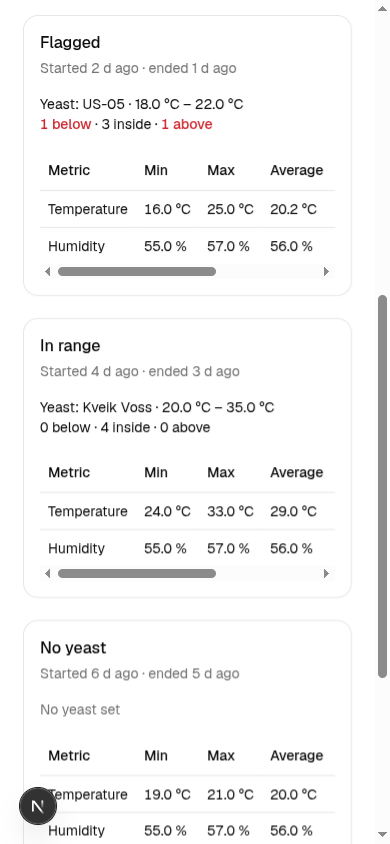 Flagged
Started 2 d ago · ended 1 d ago
Yeast: US-05 · 18.0 °C – 22.0 °C
1 below · 3 inside · 1 above
Metric Min Max Average
Temperature 16.0 °C 25.0 °C 20.2 °C
Humidity 55.0 % 57.0 % 56.0 %
In range
Started 4 d ago · ended 3 d ago
Yeast: Kveik Voss · 20.0 °C – 35.0 °C
0 below · 4 inside · 0 above
Metric Min Max Average
Temperature 24.0 °C 33.0 °C 29.0 °C
Humidity 55.0 % 57.0 % 56.0 %
No yeast
Started 6 d ago · ended 5 d ago
No yeast set
Metric Min Max Average
Temperature 19.0 °C 21.0 °C 20.0 °C
Humidity 55.0 % 57.0 % 56.0 %
N